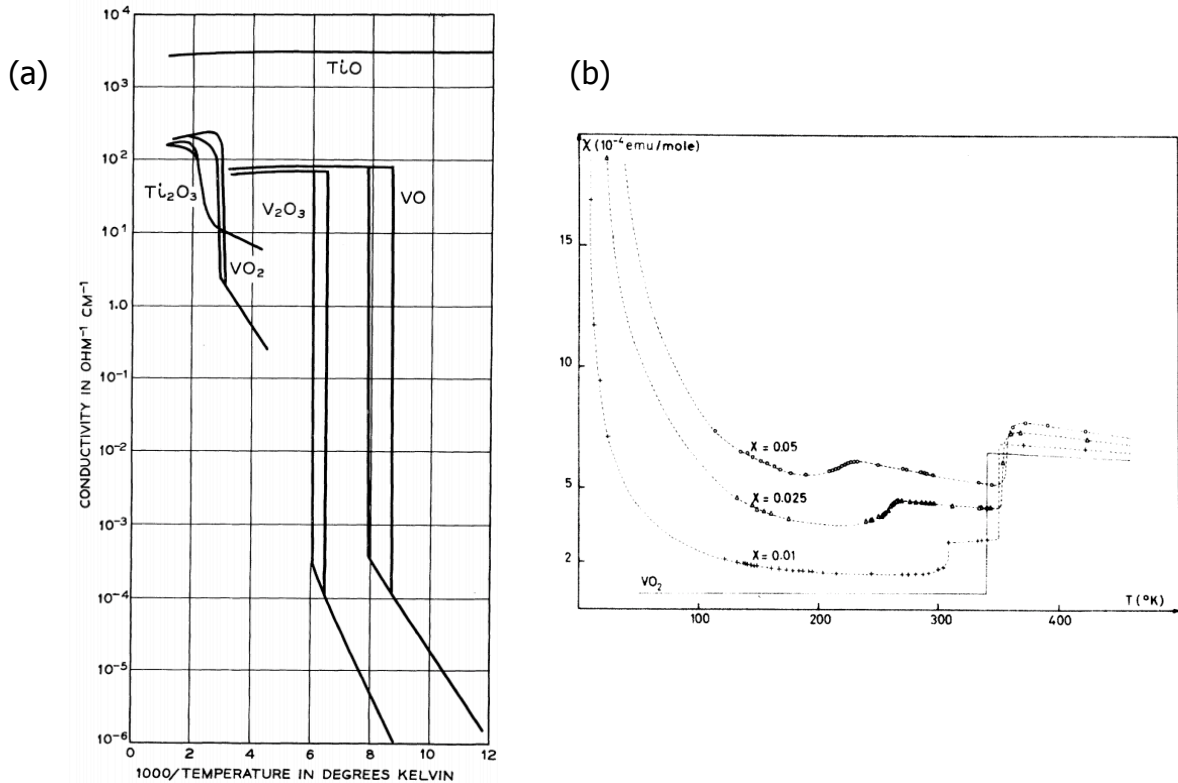 (a)
10⁴
10³
10²
10¹
1.0
10⁻¹
10⁻²
10⁻³
10⁻⁴
10⁻⁵
10⁻⁶
CONDUCTIVITY IN OHM⁻¹ CM⁻¹
TiO
Ti₂O₃
V₂O₃
VO
VO₂
0 2 4 6 8 10 12
1000/TEMPERATURE IN DEGREES KELVIN
(b)
χ (10⁻⁴ emu/mole)
15
10
5
2
X = 0.05
X = 0.025
X = 0.01
VO₂
T (°K)
100 200 300 400